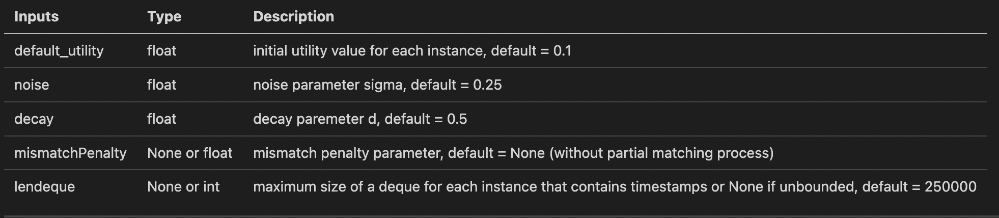 Inputs Type Description
default_utility float initial utility value for each instance, default = 0.1
noise float noise parameter sigma, default = 0.25
decay float decay paremeter d, default = 0.5
mismatchPenalty None or float mismatch penalty parameter, default = None (without partial matching process)
lendeque None or int maximum size of a deque for each instance that contains timestamps or None if unbounded, default = 250000